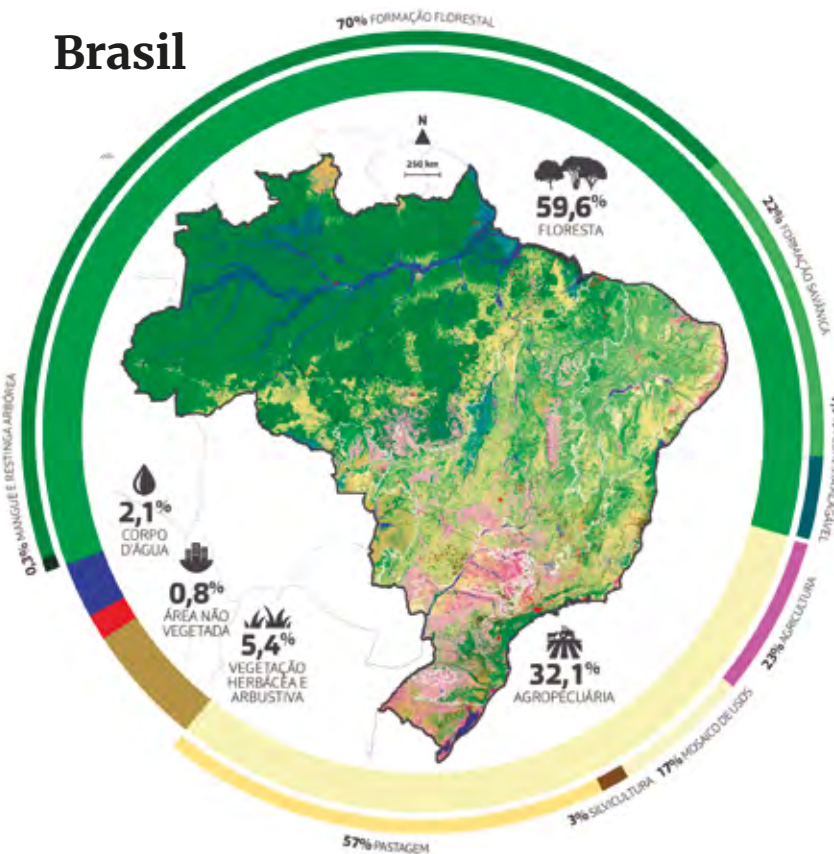 70% FORMAÇÃO FLORESTAL
Brasil
N
250 km
59,6%
FLORESTA
22% FORMAÇÃO SAVÂNICA
ALAGÁVEL
0,3% MANGUE E RESTINGA ARBÓREA
2,1%
CORPO
D'ÁGUA
0,8%
ÁREA NÃO
VEGETADA
5,4%
VEGETAÇÃO
HERBÁCEA E
ARBUSTIVA
32,1%
AGROPECUÁRIA
23% AGRICULTURA
17% MOSAICO DE USOS
3% SILVICULTURA
57% PASTAGEM